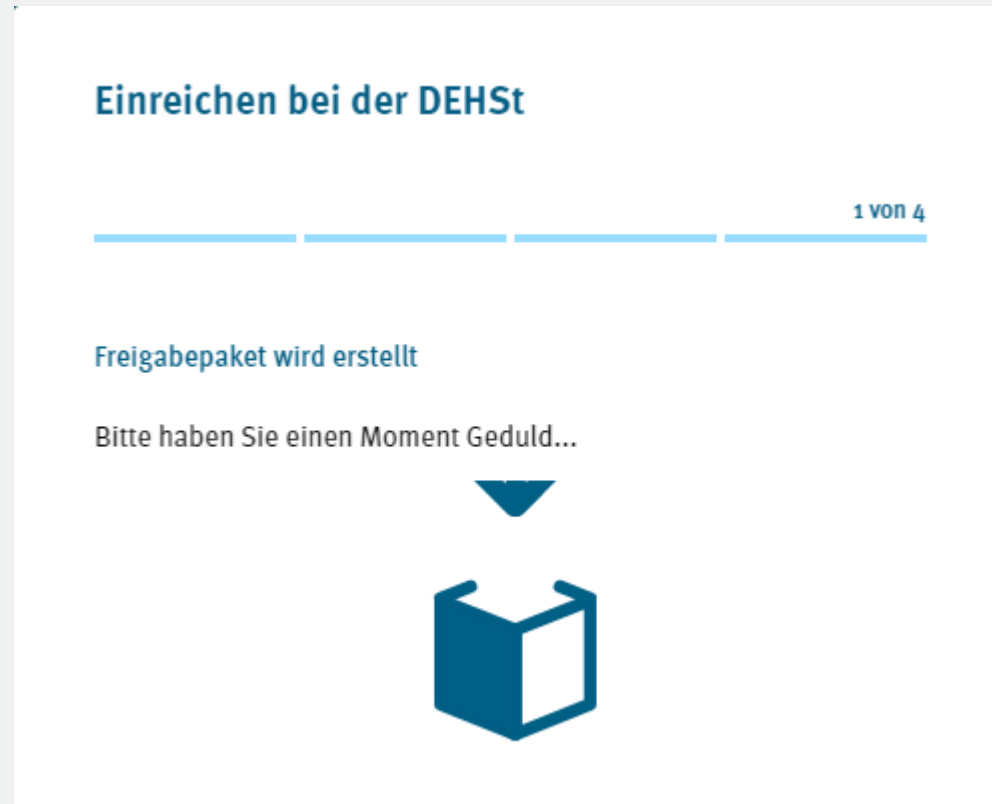 Einreichen bei der DEHSt
1 von 4
Freigabepaket wird erstellt
Bitte haben Sie einen Moment Geduld...